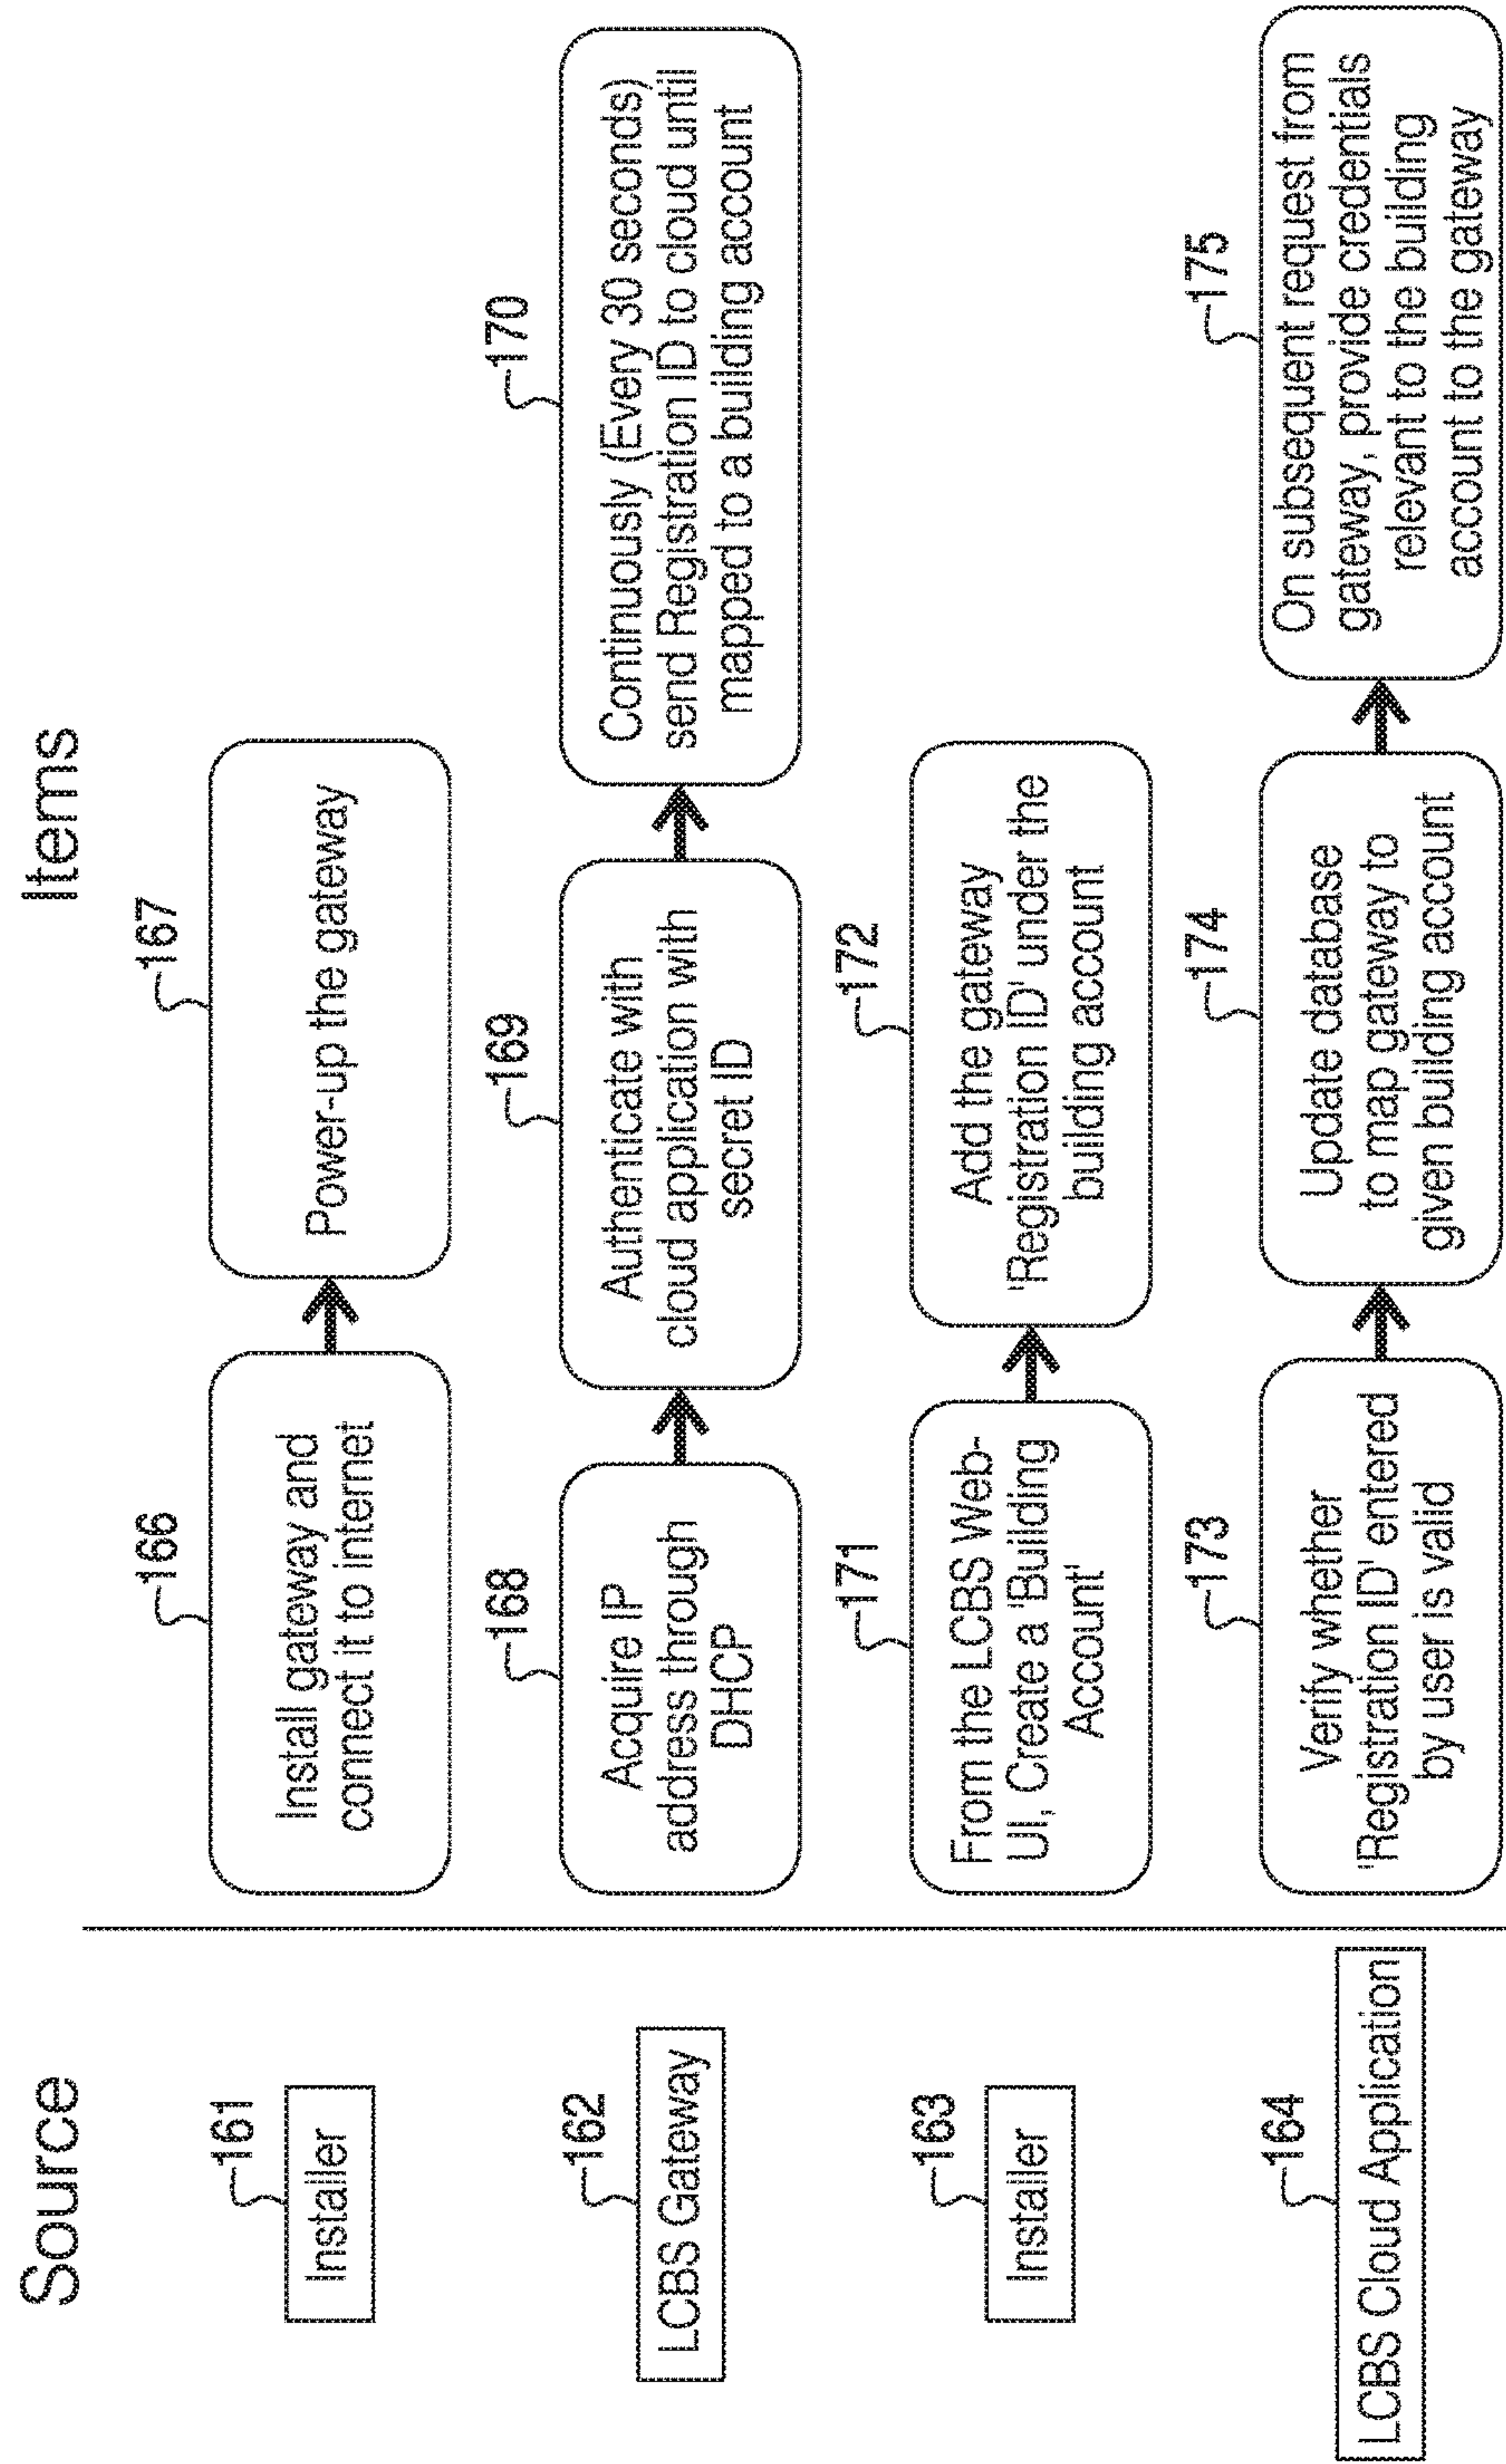 Source
Items
161
Installer
166
Install gateway and
connect it to internet
167
Power-up the gateway
162
LCBS Gateway
168
Acquire IP
address through
DHCP
169
Authenticate with
cloud application with
secret ID
170
Continuously (Every 30 seconds)
send Registration ID to cloud until
mapped to a building account
163
Installer
171
From the LCBS Web-
UI, Create a 'Building
Account'
172
Add the gateway
'Registration ID' under the
building account
164
LCBS Cloud Application
173
Verify whether
'Registration ID' entered
by user is valid
174
Update database
to map gateway to
given building account
175
On subsequent request from
gateway, provide credentials
relevant to the building
account to the gateway